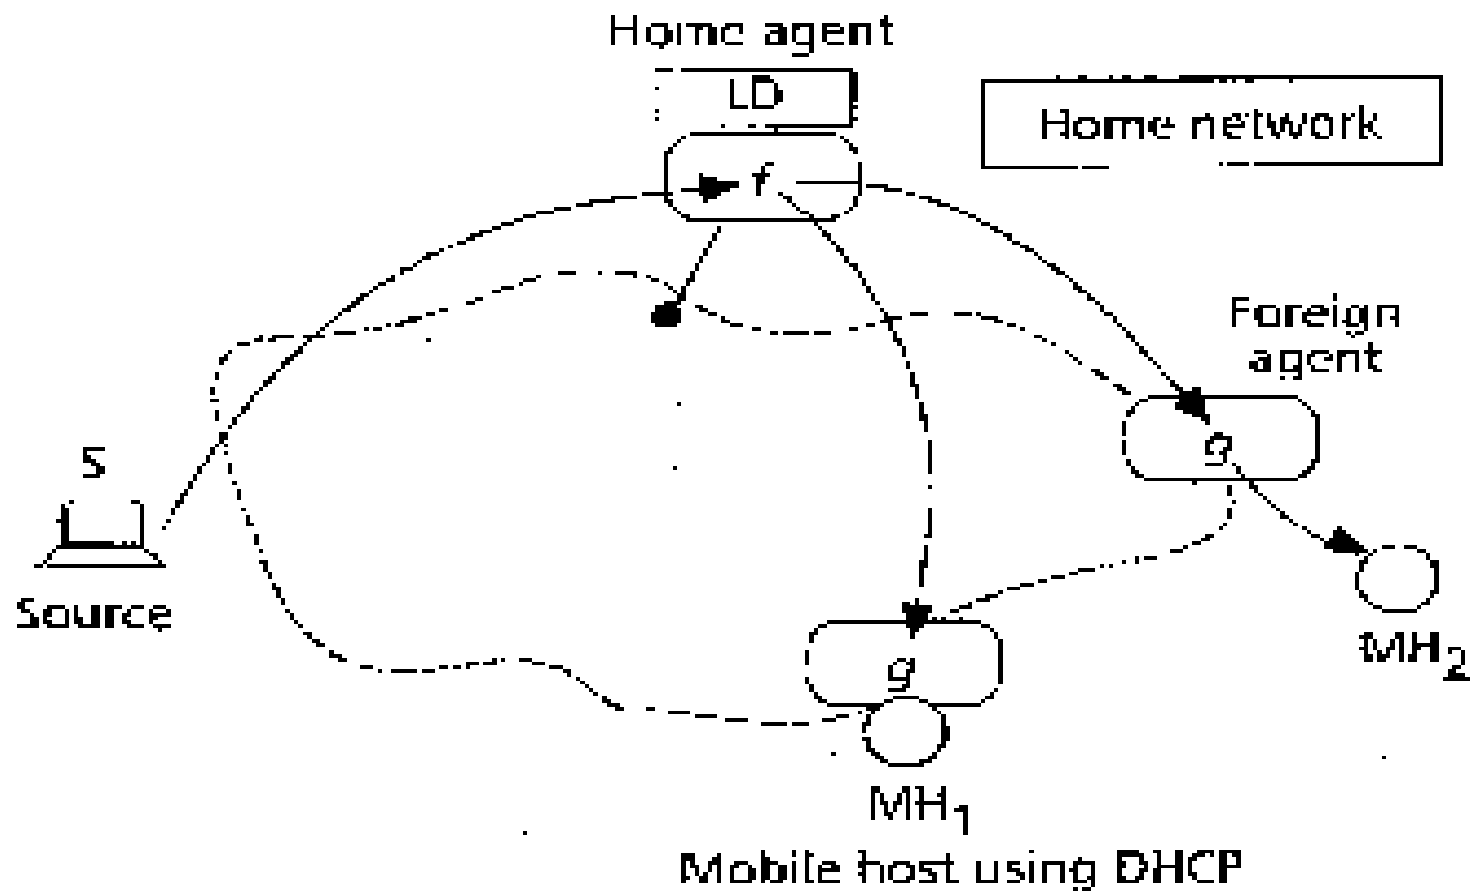 Home agent
LD
Home network
f
Foreign
agent
g
S
Source
MH2
g
MH1
Mobile host using DHCP